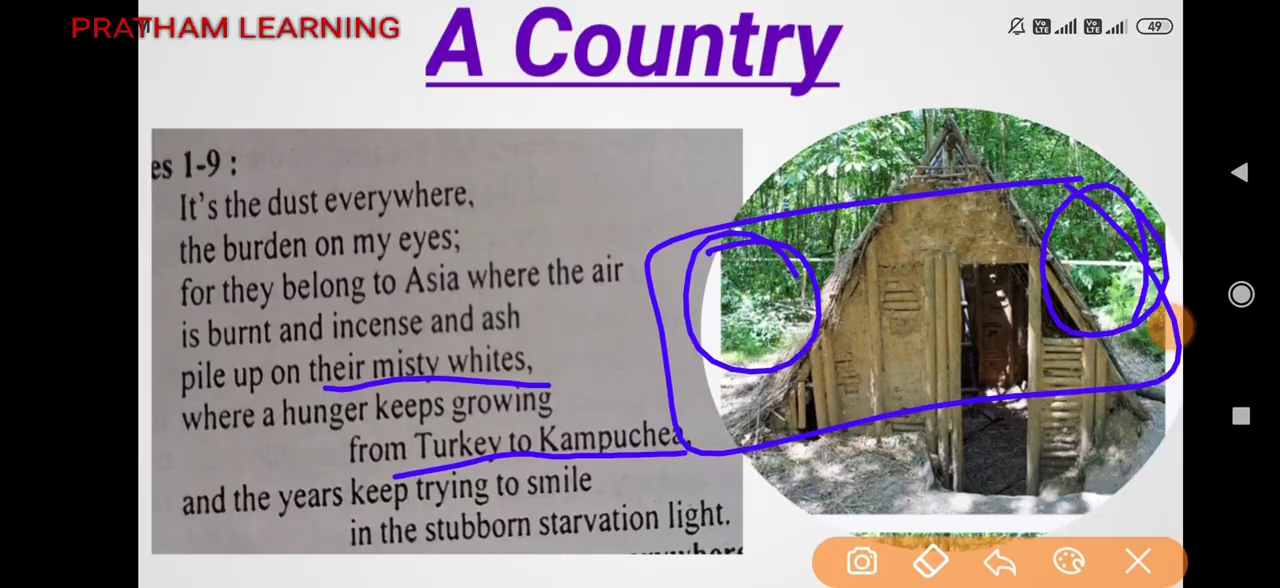 PRATHAM LEARNING
A Country
49
es 1-9 :
It's the dust everywhere,
the burden on my eyes;
for they belong to Asia where the air
is burnt and incense and ash
pile up on their misty whites,
where a hunger keeps growing
from Turkey to Kampuchea,
and the years keep trying to smile
in the stubborn starvation light.